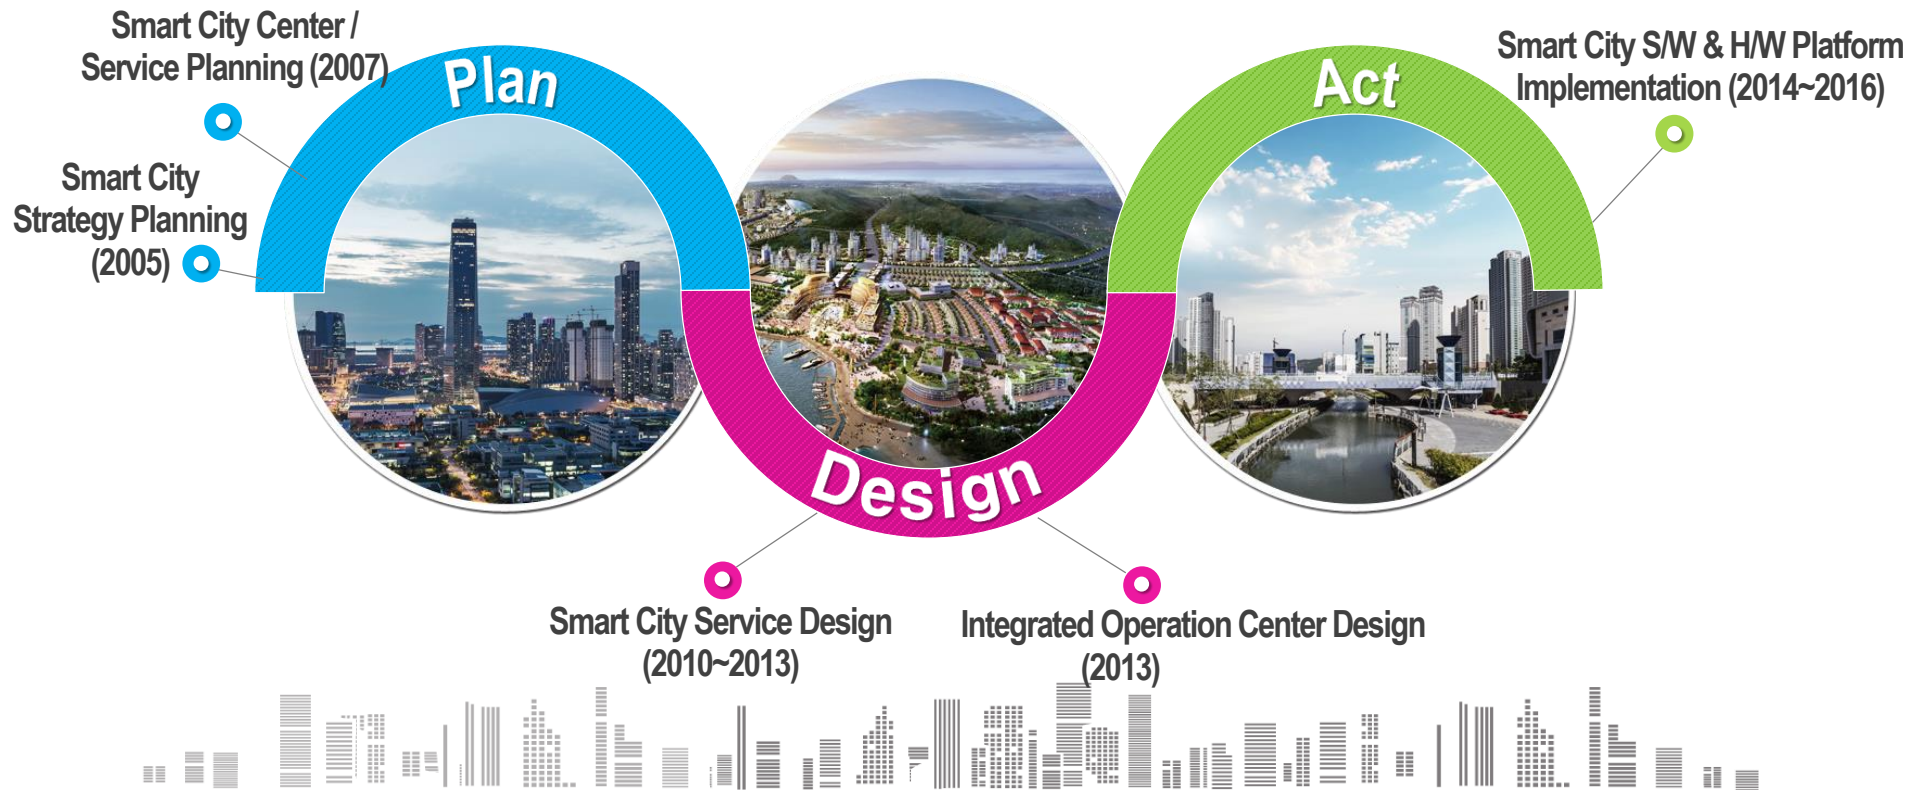 Smart City Center /
Service Planning (2007)
Plan
Smart City
Strategy Planning
(2005)
Design
Smart City Service Design
(2010~2013)
Integrated Operation Center Design
(2013)
Act
Smart City S/W & H/W Platform
Implementation (2014~2016)